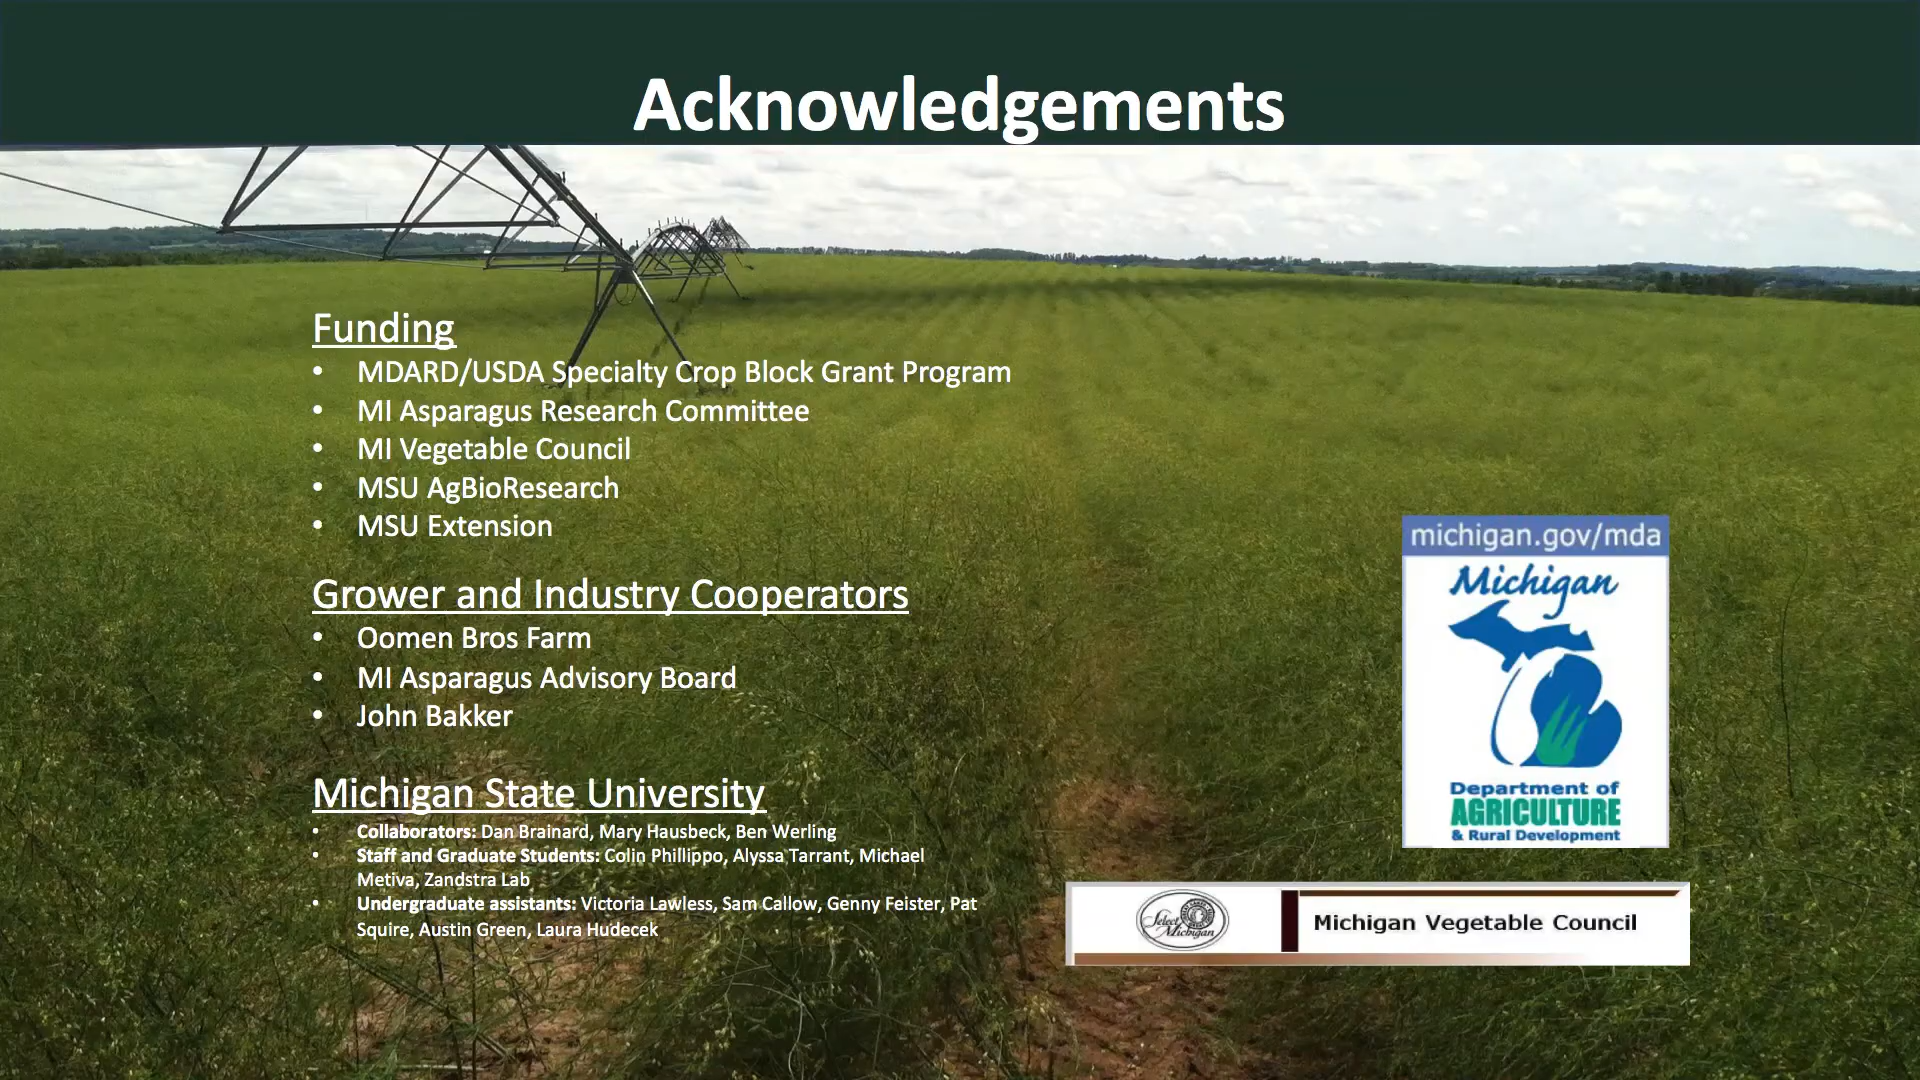 Acknowledgements
Funding
• MDARD/USDA Specialty Crop Block Grant Program
• MI Asparagus Research Committee
• MI Vegetable Council
• MSU AgBioResearch
• MSU Extension
Grower and Industry Cooperators
• Oomen Bros Farm
• MI Asparagus Advisory Board
• John Bakker
Michigan State University
• Collaborators: Dan Brainard, Mary Hausbeck, Ben Werling
• Staff and Graduate Students: Colin Phillippo, Alyssa Tarrant, Michael
Metiva, Zandstra Lab
• Undergraduate assistants: Victoria Lawless, Sam Callow, Genny Feister, Pat
Squire, Austin Green, Laura Hudecek
michigan.gov/mda
Michigan
Department of
AGRICULTURE
& Rural Development
Select
Michigan
Michigan Vegetable Council